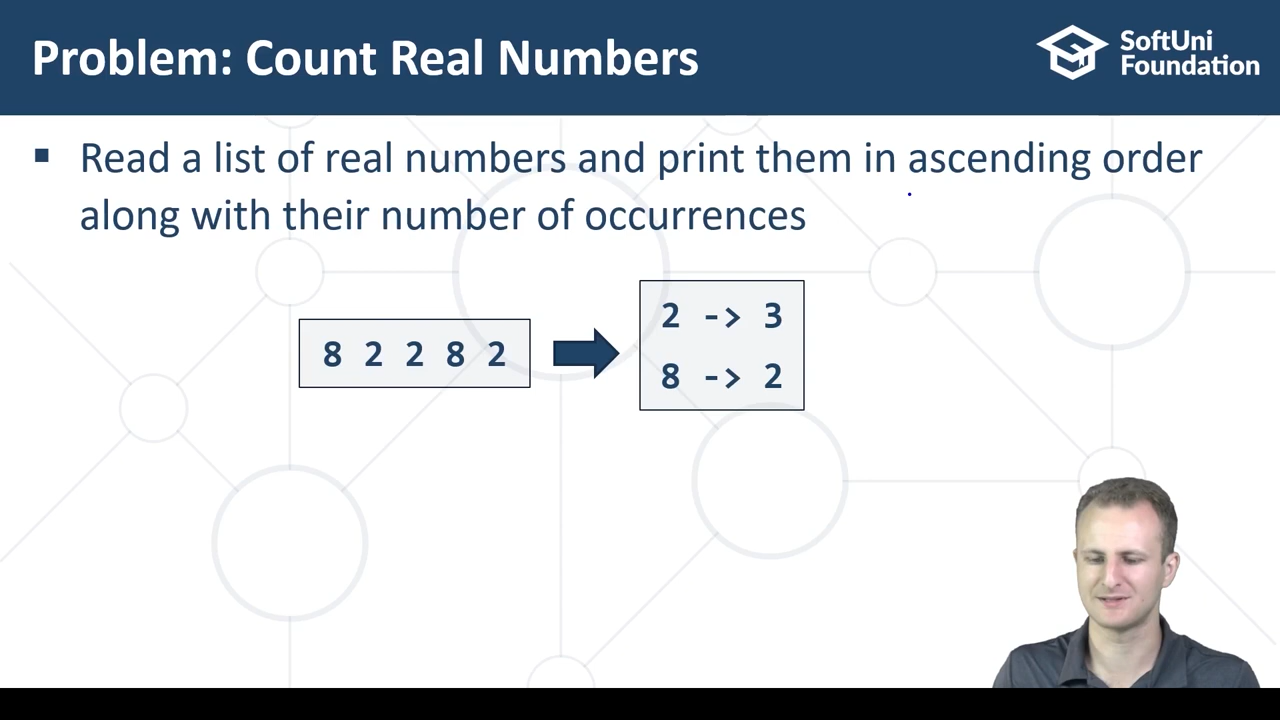 Problem: Count Real Numbers
SoftUni
Foundation
▪ Read a list of real numbers and print them in ascending order
along with their number of occurrences
8 2 2 8 2
2 -> 3
8 -> 2